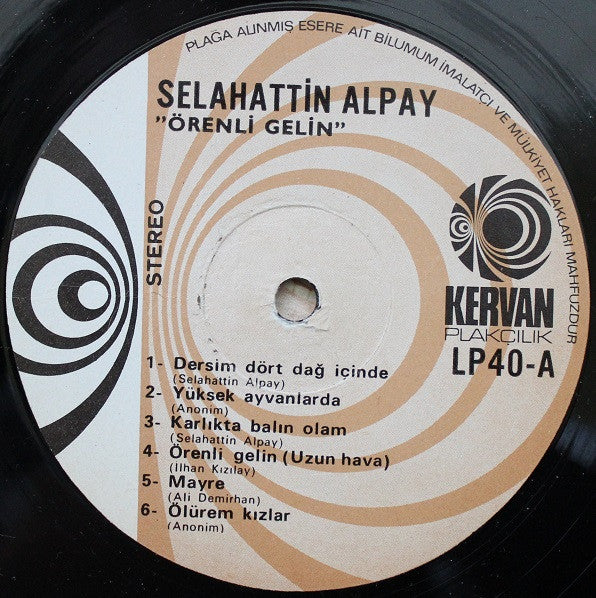 PLAĞA ALINMIŞ ESERE AİT BİLUMUM İMALATÇI VE MÜLKİYET HAKLARI MAHFUZDUR
SELAHATTİN ALPAY
"ÖRENLİ GELİN"
STEREO
KERVAN
PLAKCILIK
LP40-A
1- Dersim dört dağ içinde
(Selahattin Alpay)
2- Yüksek ayvanlarda
(Anonim)
3- Karlıkta balın olam
(Selahattin Alpay)
4- Örenli gelin (Uzun hava)
(İlhan Kızılay)
5- Mayre
(Ali Demirhan)
6- Ölürem kızlar
(Anonim)